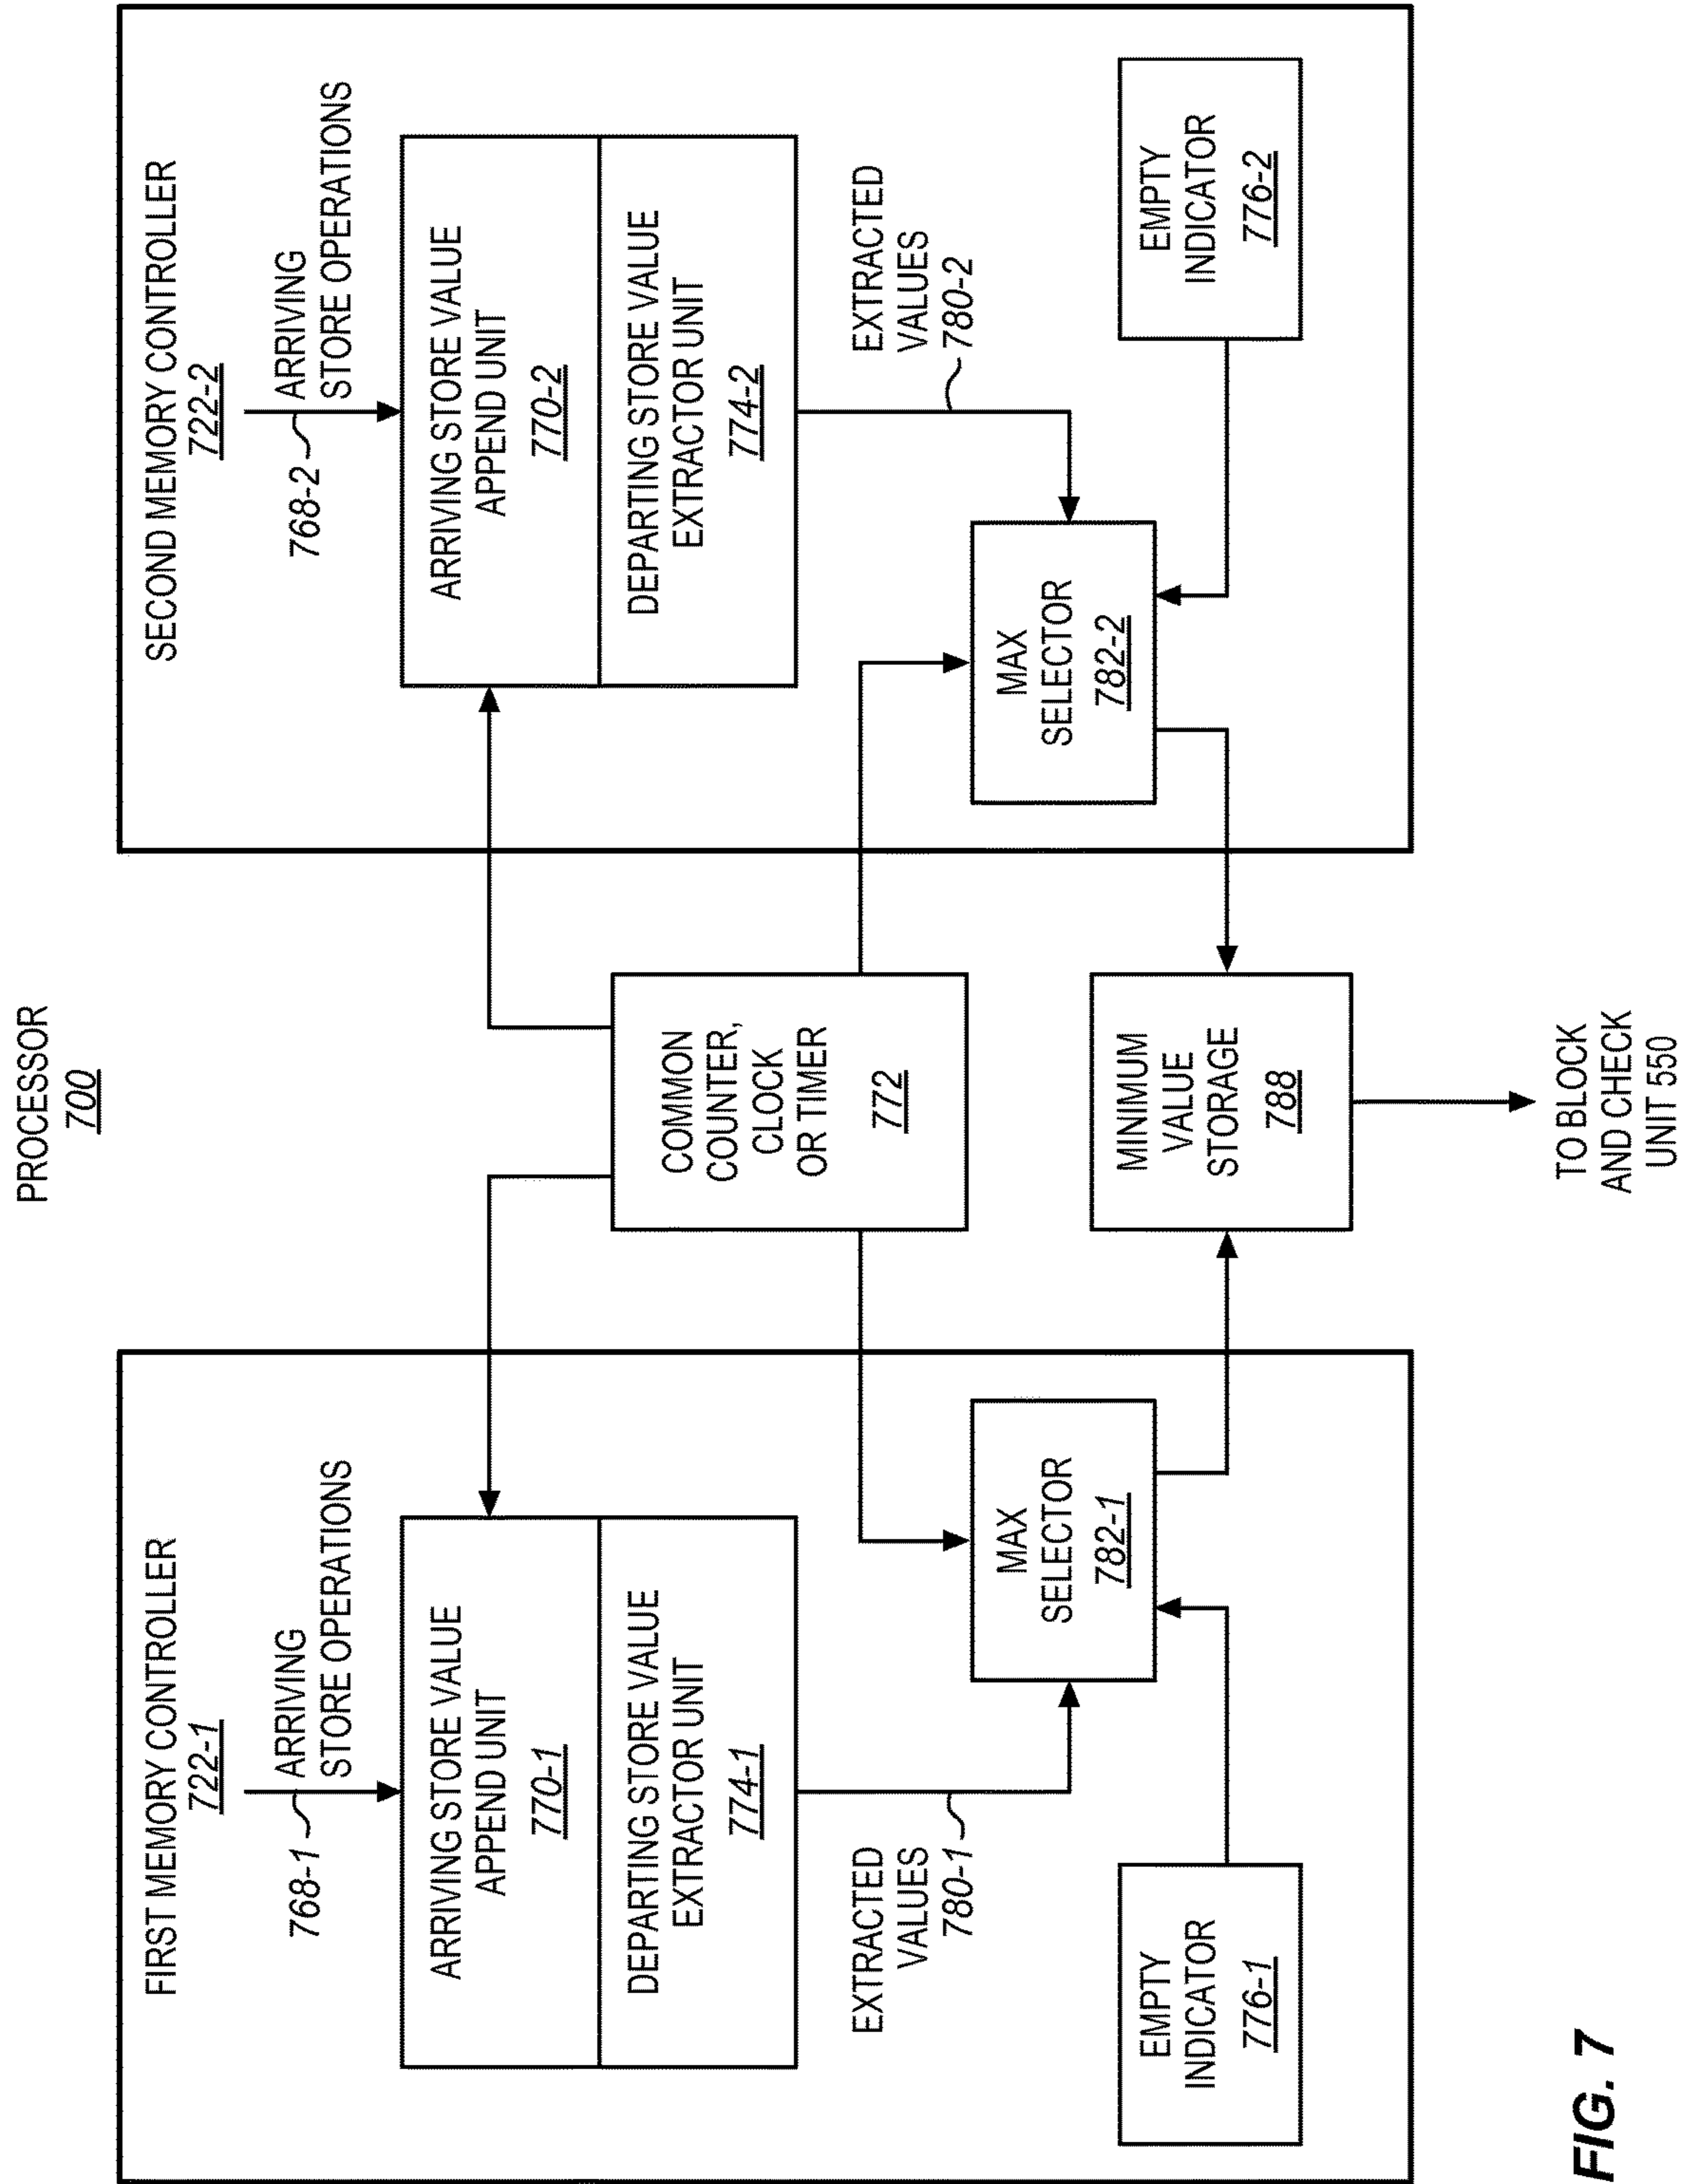 PROCESSOR
700
FIRST MEMORY CONTROLLER
722-1
768-1
ARRIVING
STORE OPERATIONS
ARRIVING STORE VALUE
APPEND UNIT
770-1
DEPARTING STORE VALUE
EXTRACTOR UNIT
774-1
EXTRACTED
VALUES
780-1
MAX
SELECTOR
782-1
EMPTY
INDICATOR
776-1
COMMON
COUNTER,
CLOCK
OR TIMER
772
MINIMUM
VALUE
STORAGE
788
TO BLOCK
AND CHECK
UNIT 550
SECOND MEMORY CONTROLLER
722-2
768-2
ARRIVING
STORE OPERATIONS
ARRIVING STORE VALUE
APPEND UNIT
770-2
DEPARTING STORE VALUE
EXTRACTOR UNIT
774-2
EXTRACTED
VALUES
780-2
MAX
SELECTOR
782-2
EMPTY
INDICATOR
776-2
FIG. 7